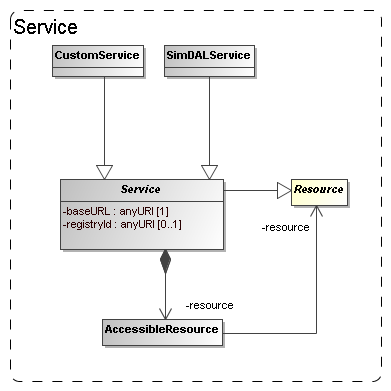 Service
CustomService
SimDALService
Service
-baseURL : anyURI [1]
-registryId : anyURI [0..1]
Resource
-resource
-resource
AccessibleResource